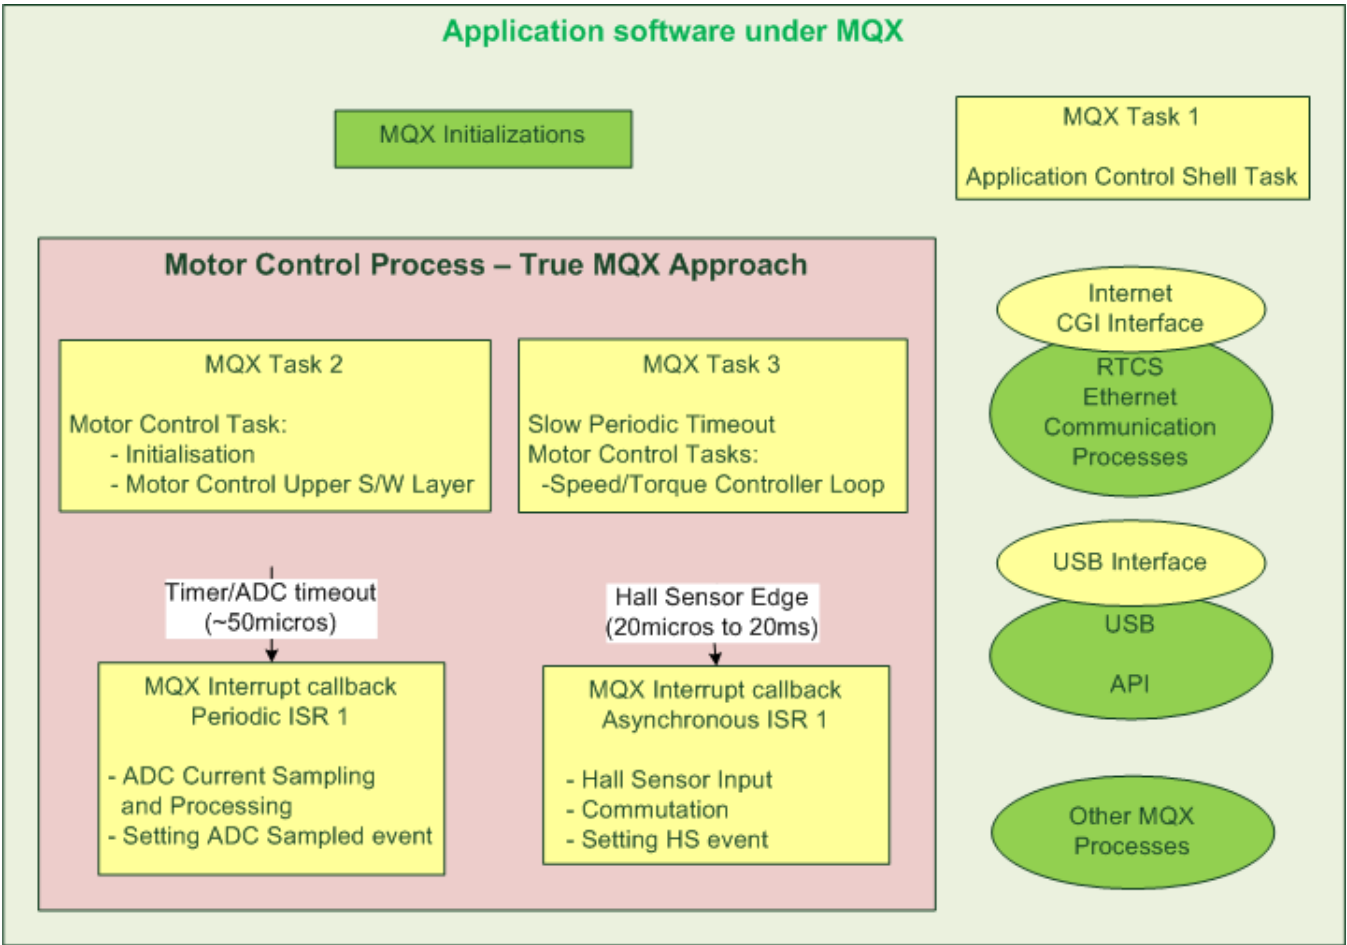 Application software under MQX
MQX Initializations
MQX Task 1
Application Control Shell Task
Motor Control Process – True MQX Approach
MQX Task 2
Motor Control Task:
- Initialisation
- Motor Control Upper S/W Layer
MQX Task 3
Slow Periodic Timeout
Motor Control Tasks:
-Speed/Torque Controller Loop
Timer/ADC timeout
(~50micros)
Hall Sensor Edge
(20micros to 20ms)
MQX Interrupt callback
Periodic ISR 1
- ADC Current Sampling
and Processing
- Setting ADC Sampled event
MQX Interrupt callback
Asynchronous ISR 1
- Hall Sensor Input
- Commutation
- Setting HS event
Internet
CGI Interface
RTCS
Ethernet
Communication
Processes
USB Interface
USB
API
Other MQX
Processes